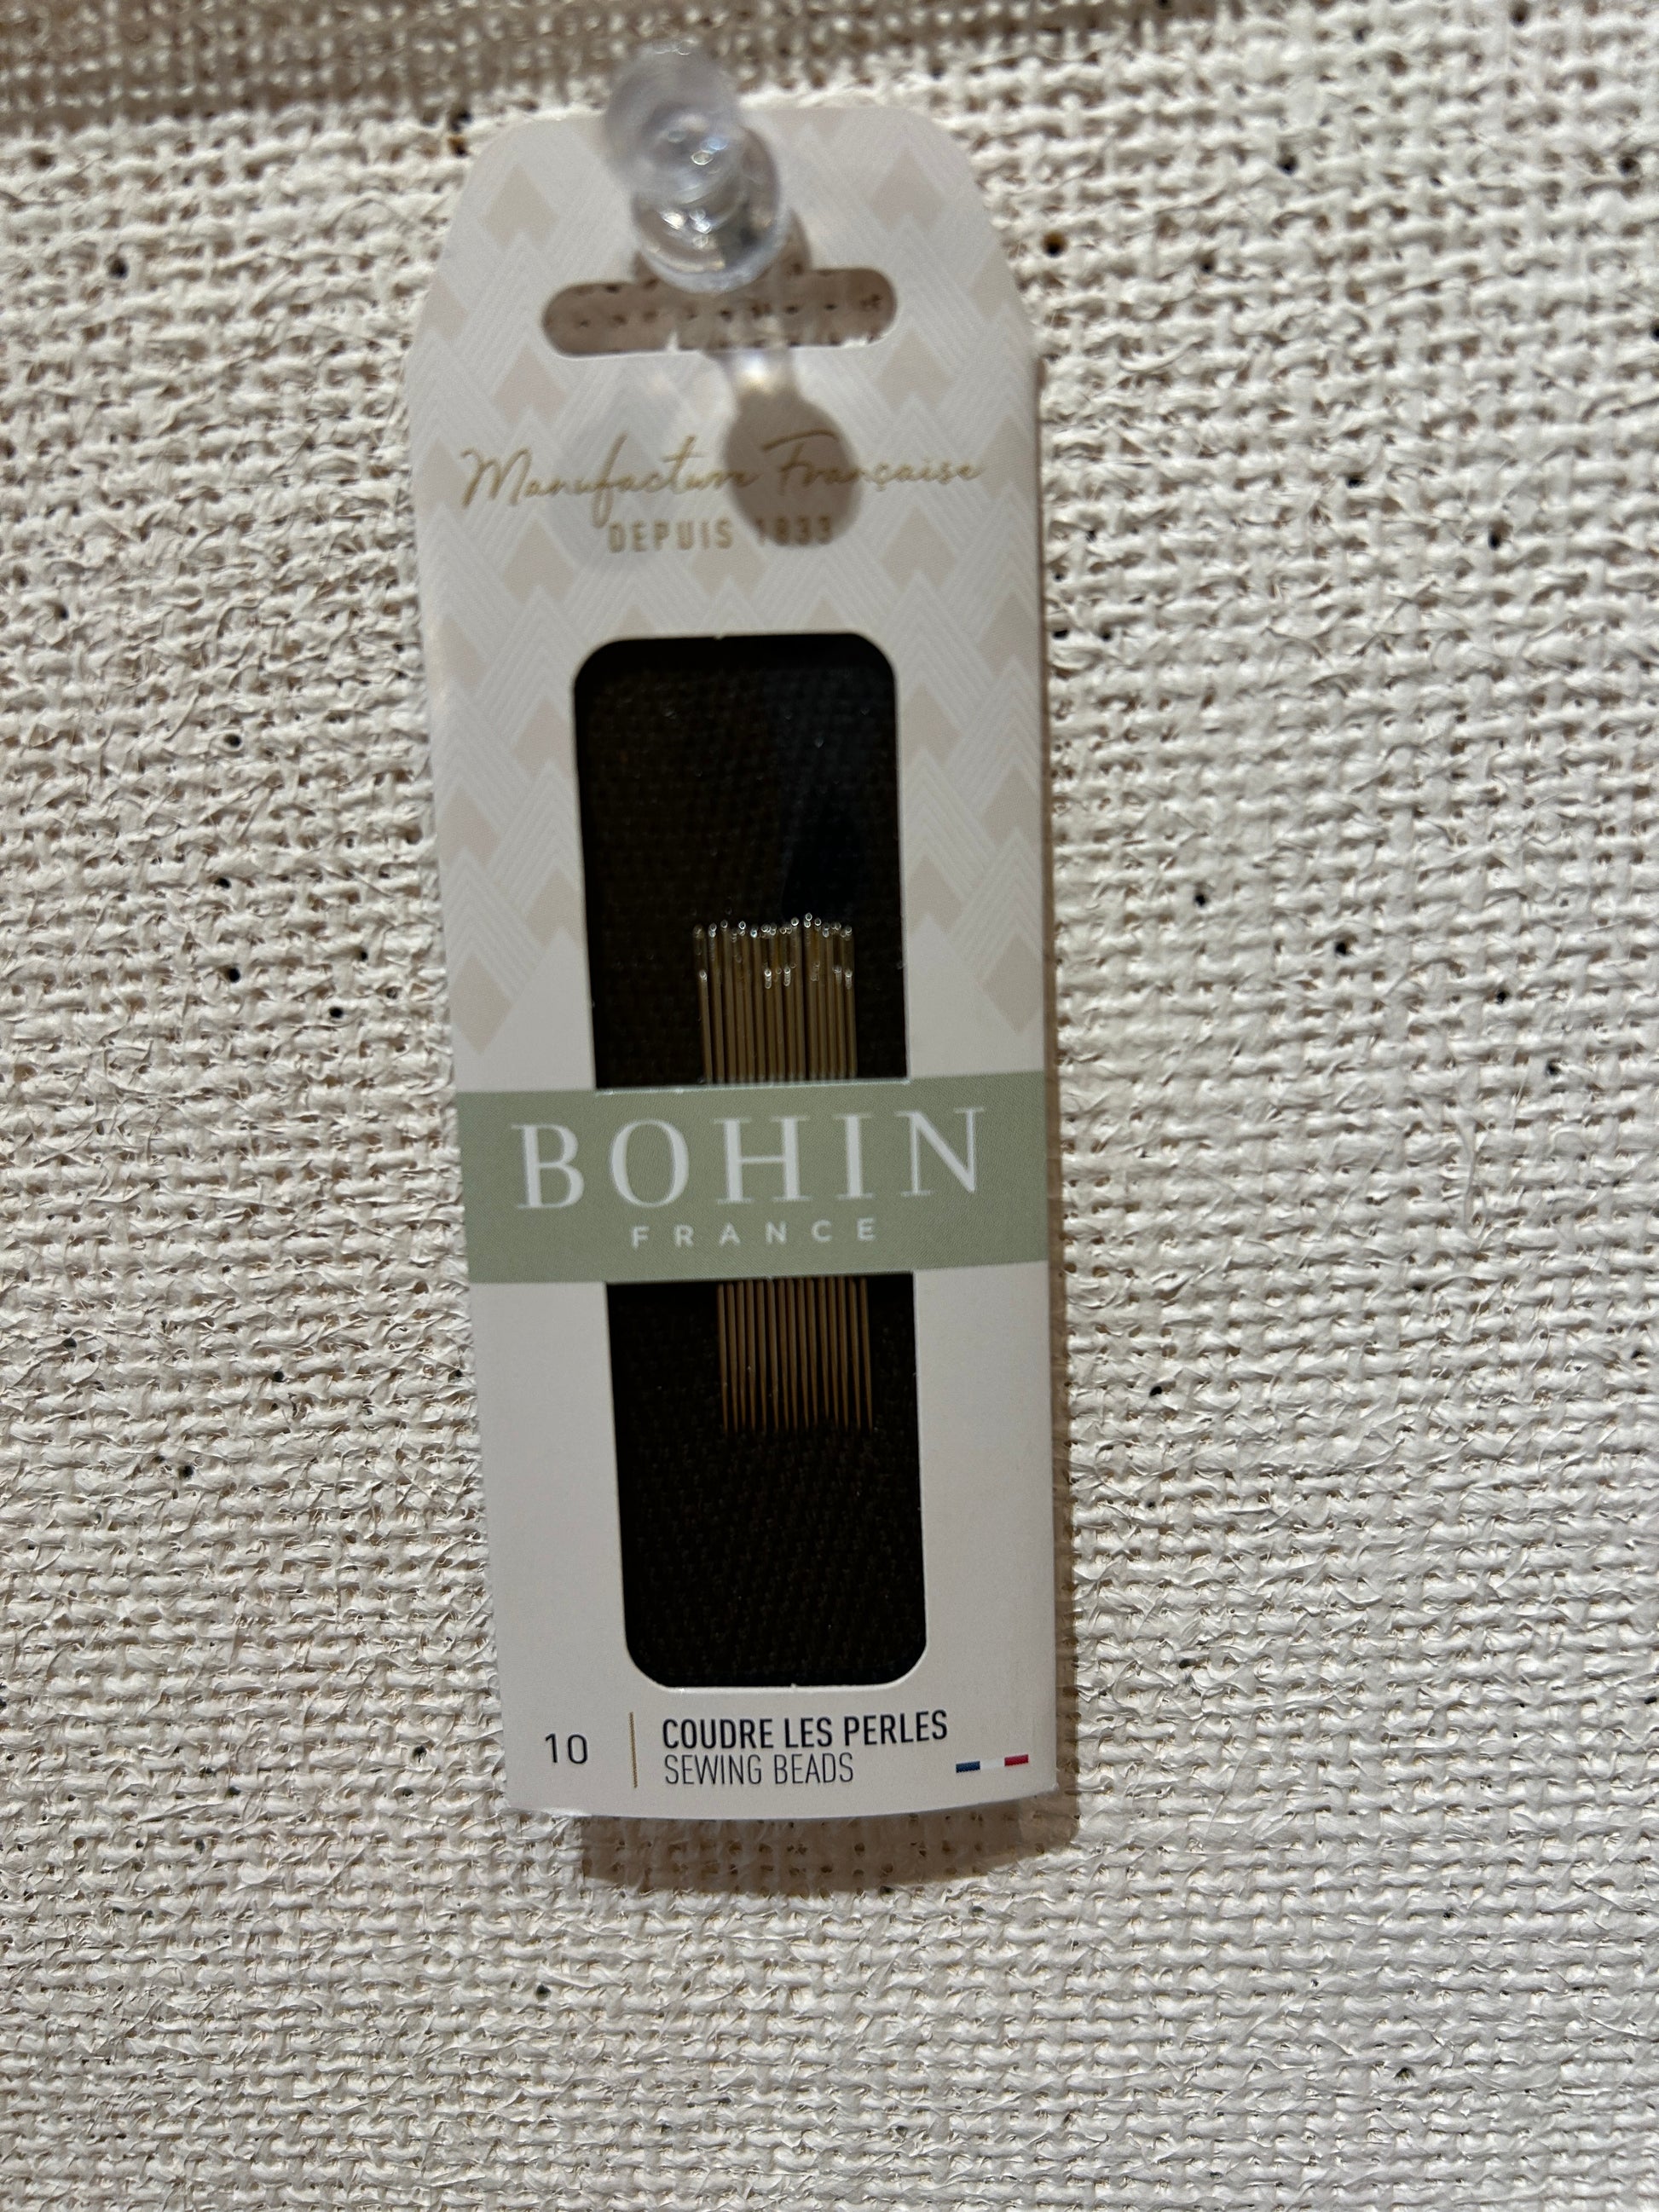 Manufacture Française
DEPUIS 1833
BOHIN
FRANCE
10
COUDRE LES PERLES
SEWING BEADS